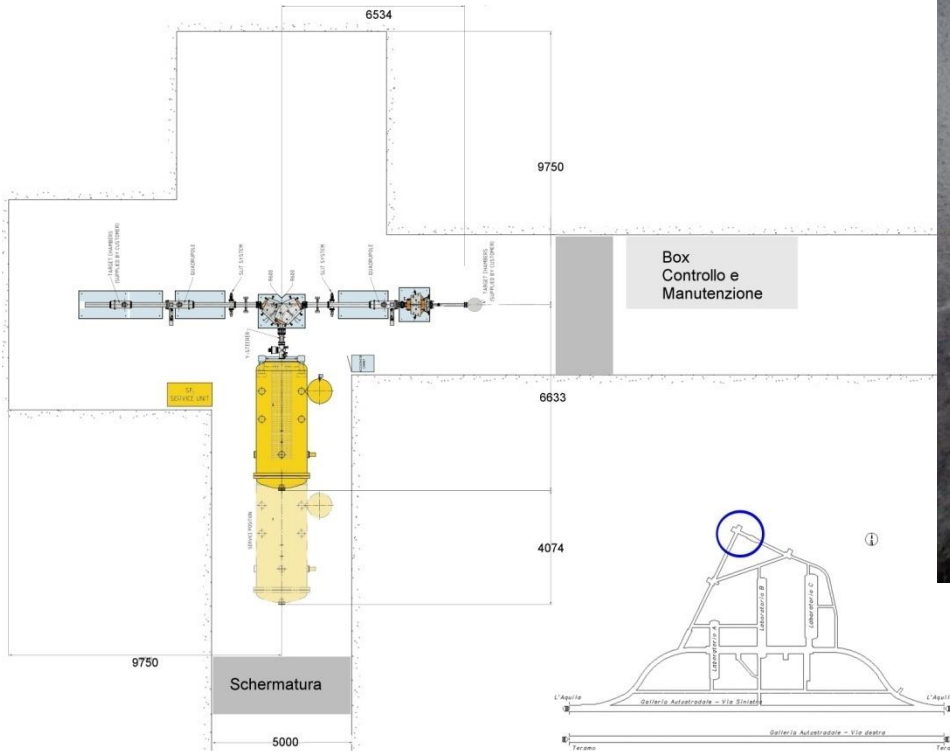 6534
9750
TARGET CHAMBERS
(SUPPLIED BY CUSTOMER)
QUADRUPOLE
SLIT SYSTEM
SLIT SYSTEM
QUADRUPOLE
TARGET CHAMBERS
(SUPPLIED BY CUSTOMER)
Box
Controllo e
Manutenzione
Y-STEERER
SF6
SERVICE UNIT
6633
SERVICE POSITION
4074
9750
Schermatura
5000
Laboratorio A
Laboratorio B
Laboratorio C
L'Aquila
Galleria Autostradale - Via Sinistra
L'Aquila
Galleria Autostradale - Via destra
Teramo